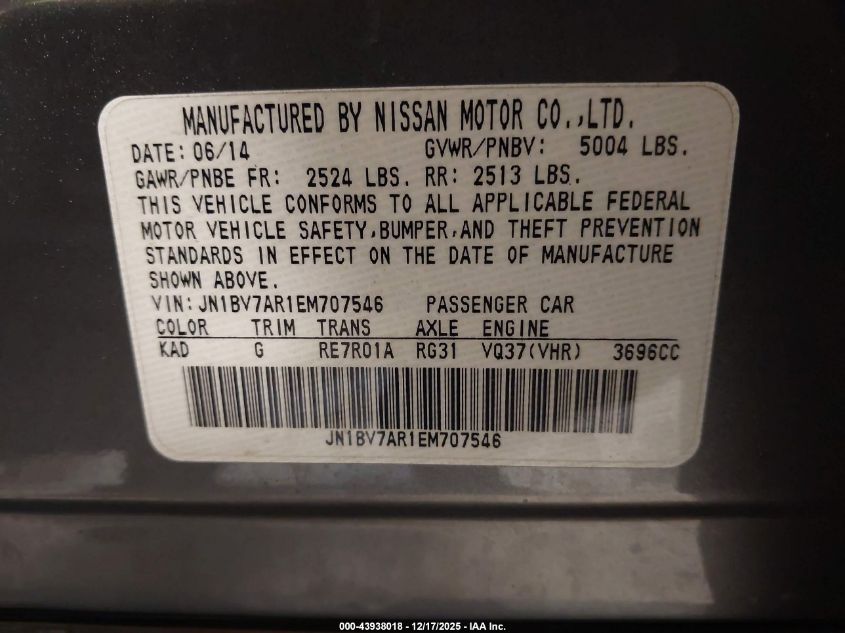 MANUFACTURED BY NISSAN MOTOR CO.,LTD.
DATE: 06/14 GVWR/PNBV: 5004 LBS.
GAWR/PNBE FR: 2524 LBS. RR: 2513 LBS.
THIS VEHICLE CONFORMS TO ALL APPLICABLE FEDERAL
MOTOR VEHICLE SAFETY,BUMPER,AND THEFT PREVENTION
STANDARDS IN EFFECT ON THE DATE OF MANUFACTURE
SHOWN ABOVE.
VIN: JN1BV7AR1EM707546 PASSENGER CAR
COLOR TRIM TRANS AXLE ENGINE
KAD G RE7R01A RG31 VQ37(VHR) 3696CC
JN1BV7AR1EM707546
000-43938018 - 12/17/2025 - IAA Inc.